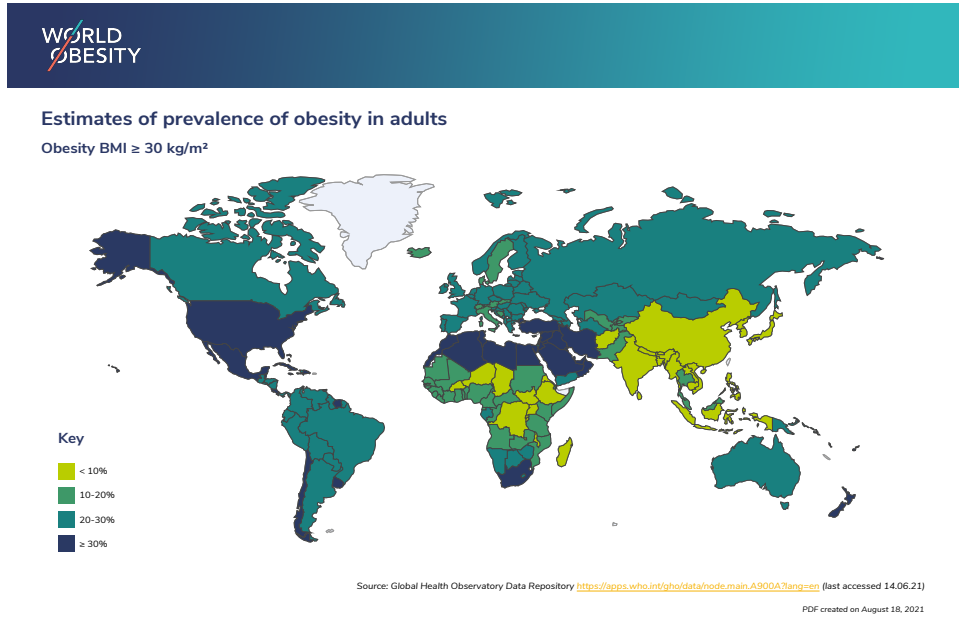 WORLD
OBESITY
Estimates of prevalence of obesity in adults
Obesity BMI ≥ 30 kg/m²
Key
< 10%
10-20%
20-30%
≥ 30%
Source: Global Health Observatory Data Repository https://apps.who.int/gho/data/node.main.A900A?lang=en (last accessed 14.06.21)
PDF created on August 18, 2021